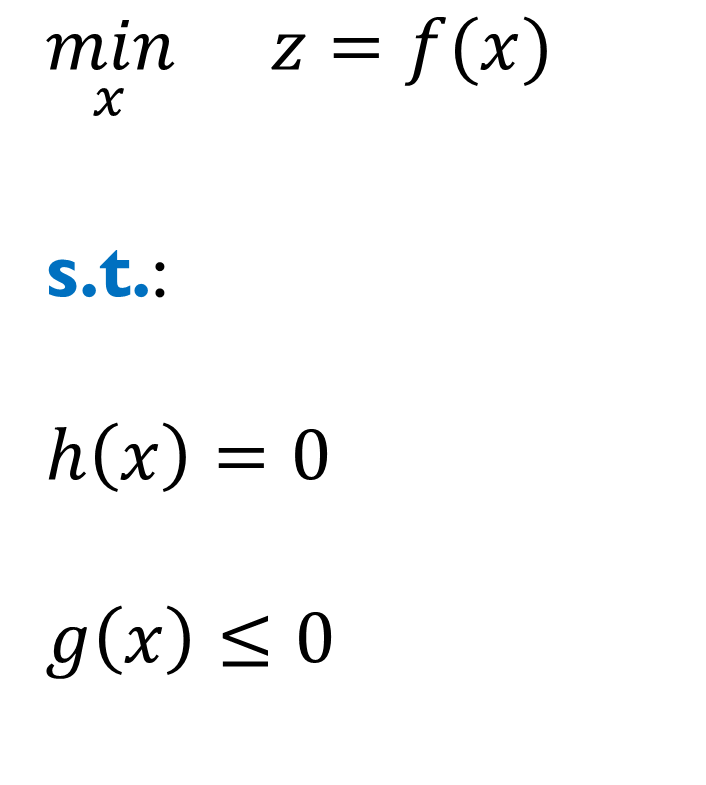 min z = f(x)
x
s.t.:
h(x) = 0
g(x) ≤ 0